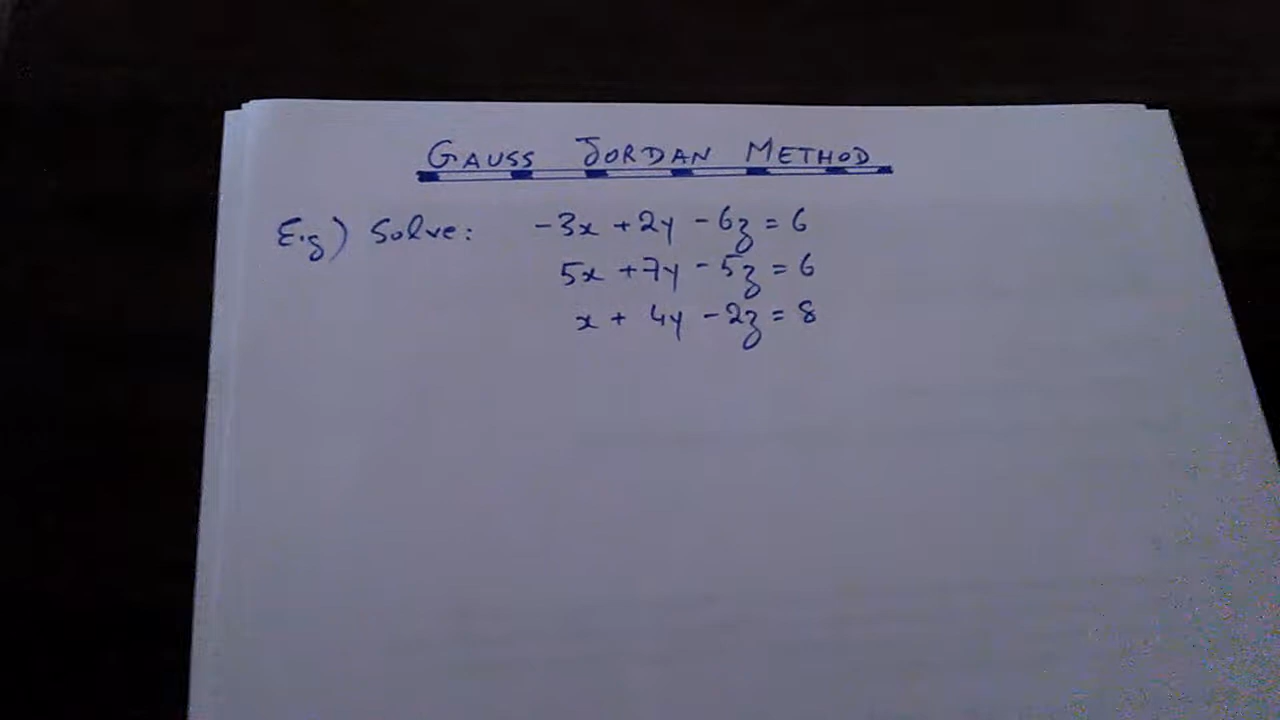 GAUSS JORDAN METHOD
E.g) Solve: -3x + 2y - 6z = 6
5x + 7y - 5z = 6
x + 4y - 2z = 8